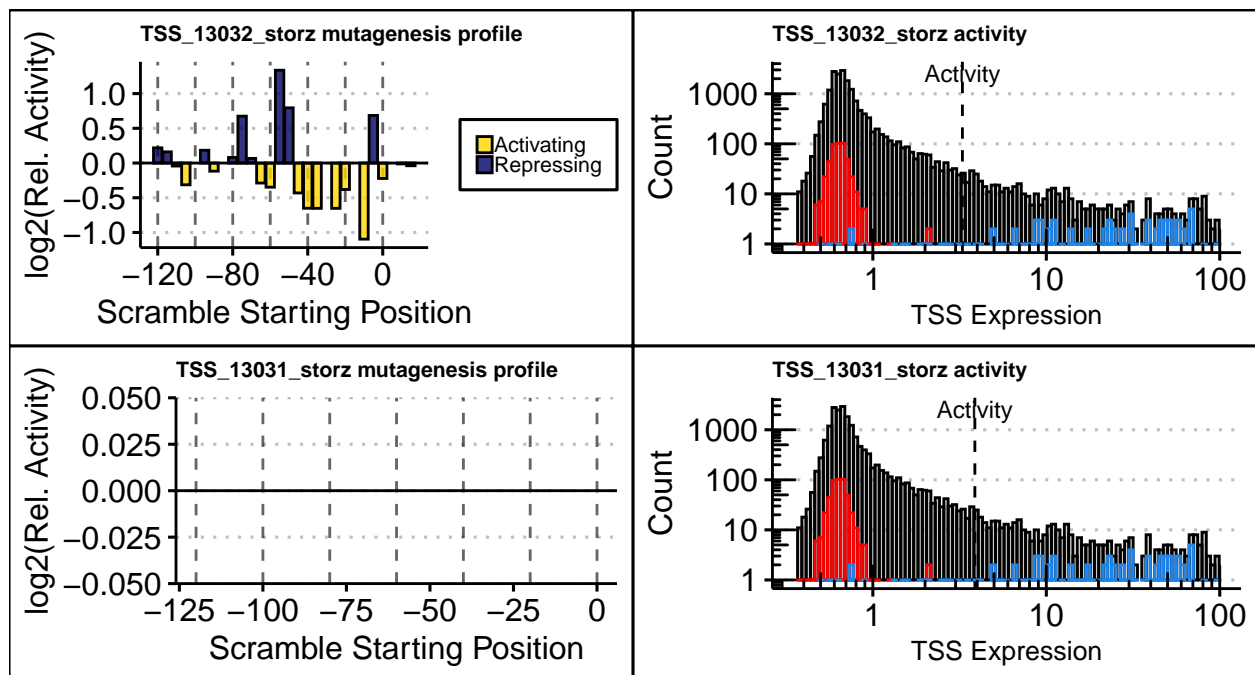 TSS_13032_storz mutagenesis profile
log2(Rel. Activity)
1.0
0.5
0.0
−0.5
−1.0
−120
−80
−40
0
Scramble Starting Position
Activating
Repressing
TSS_13032_storz activity
Activity
Count
1000
100
10
1
1
10
100
TSS Expression
TSS_13031_storz mutagenesis profile
log2(Rel. Activity)
0.050
0.025
0.000
−0.025
−0.050
−125
−100
−75
−50
−25
0
Scramble Starting Position
TSS_13031_storz activity
Activity
Count
1000
100
10
1
1
10
100
TSS Expression